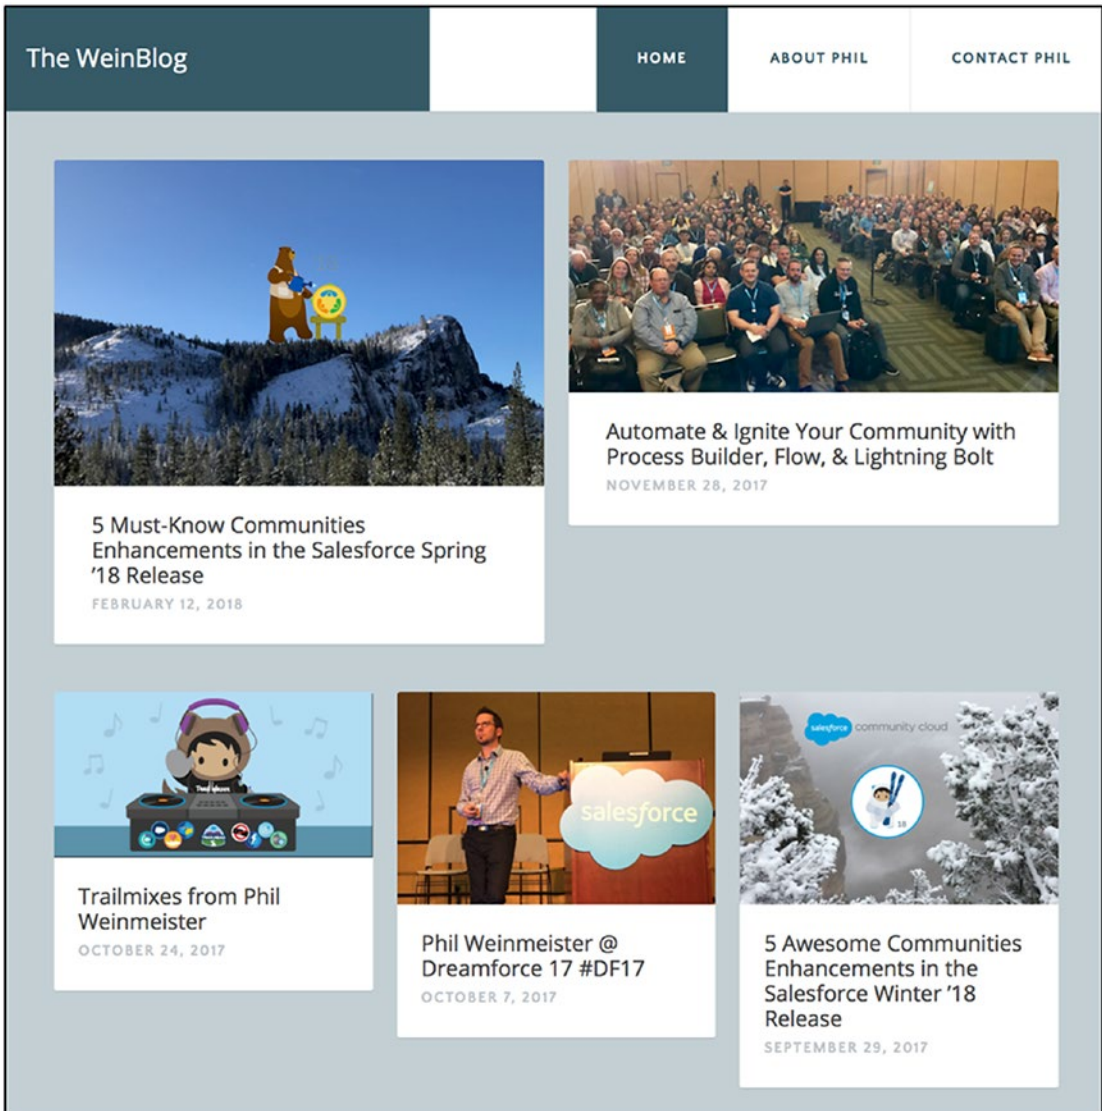 The WeinBlog
HOME
ABOUT PHIL
CONTACT PHIL
5 Must-Know Communities
Enhancements in the Salesforce Spring
’18 Release
FEBRUARY 12, 2018
Automate & Ignite Your Community with
Process Builder, Flow, & Lightning Bolt
NOVEMBER 28, 2017
Trailmixes from Phil
Weinmeister
OCTOBER 24, 2017
salesforce
Phil Weinmeister @
Dreamforce 17 #DF17
OCTOBER 7, 2017
salesforce community cloud
18
5 Awesome Communities
Enhancements in the
Salesforce Winter ’18
Release
SEPTEMBER 29, 2017